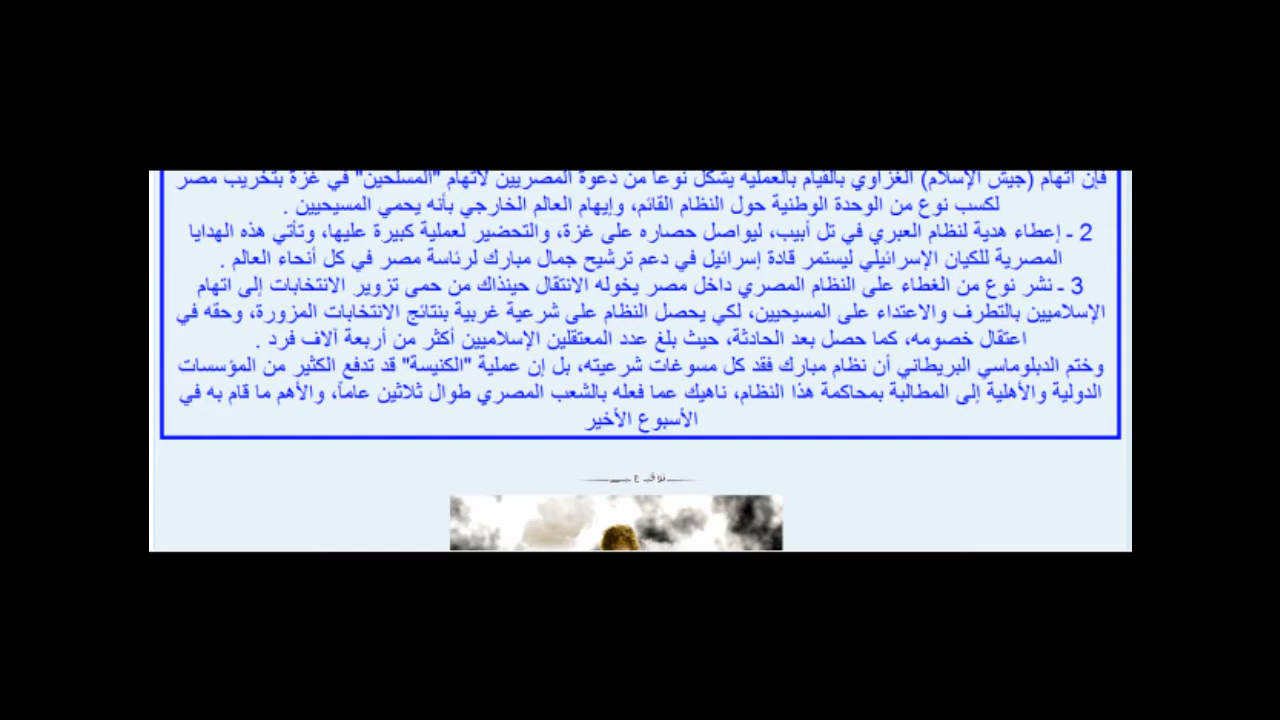 فإن اتهام (جيش الإسلام) الغزاوي بالقيام بالعملية يشكل نوعاً من دعوة المصريين لاتهام "المسلحين" في غزة بتخريب مصر
لكسب نوع من الوحدة الوطنية حول النظام القائم، وإيهام العالم الخارجي بأنه يحمي المسيحيين .
2 ـ إعطاء هدية لنظام العبري في تل أبيب، ليواصل حصاره على غزة، والتحضير لعملية كبيرة عليها، وتأتي هذه الهدايا
المصرية للكيان الإسرائيلي ليستمر قادة إسرائيل في دعم ترشيح جمال مبارك لرئاسة مصر في كل أنحاء العالم .
3 ـ نشر نوع من الغطاء على النظام المصري داخل مصر يخوله الانتقال حينذاك من حمى تزوير الانتخابات إلى اتهام
الإسلاميين بالتطرف والاعتداء على المسيحيين، لكي يحصل النظام على شرعية غربية بنتائج الانتخابات المزورة، وحقه في
اعتقال خصومه، كما حصل بعد الحادثة، حيث بلغ عدد المعتقلين الإسلاميين أكثر من أربعة آلاف فرد .
وختم الدبلوماسي البريطاني أن نظام مبارك فقد كل مسوغات شرعيته، بل إن عملية "الكنيسة" قد تدفع الكثير من المؤسسات
الدولية والأهلية إلى المطالبة بمحاكمة هذا النظام، ناهيك عما فعله بالشعب المصري طوال ثلاثين عاماً، والأهم ما قام به في
الأسبوع الأخير
توقيع